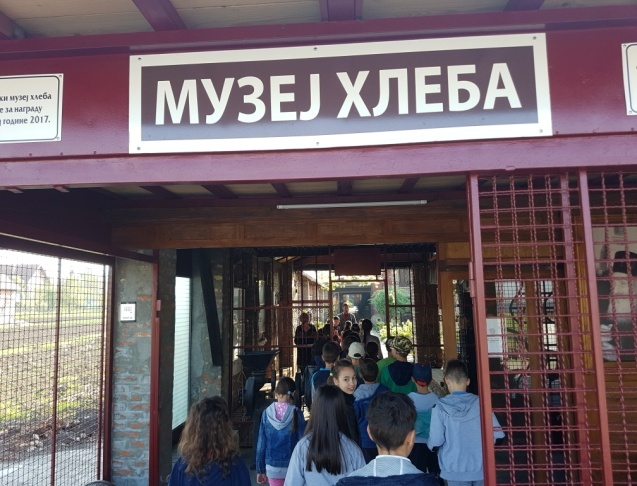 МУЗЕЈ ХЛЕБА
ки музеј хлеба
е за награду
ј године 2017.